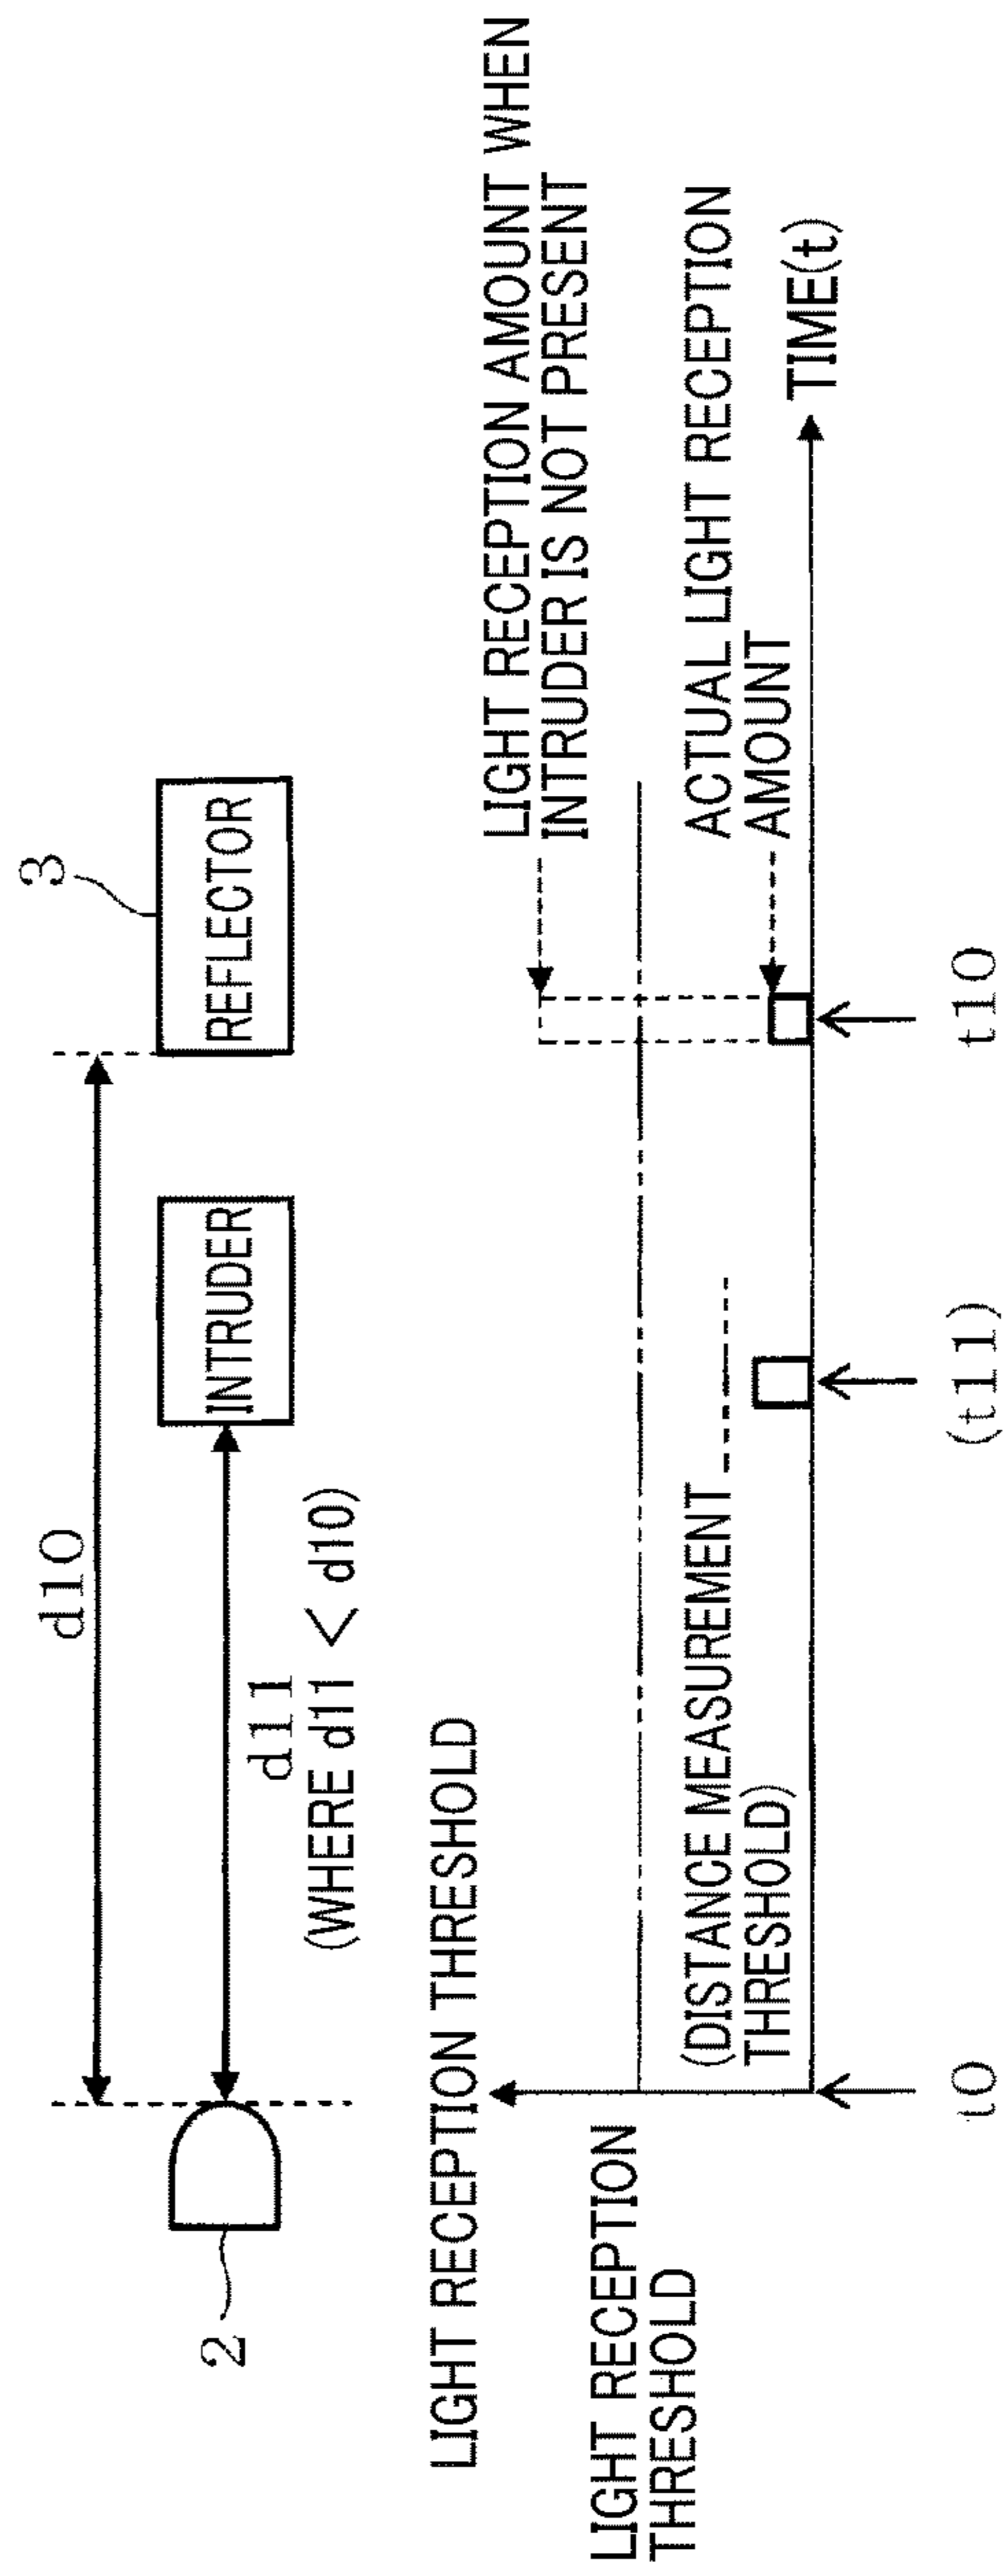 d10
3
2
INTRUDER
REFLECTOR
d11
(WHERE d11 < d10)
LIGHT RECEPTION THRESHOLD
LIGHT RECEPTION AMOUNT WHEN
INTRUDER IS NOT PRESENT
LIGHT RECEPTION
THRESHOLD
(DISTANCE MEASUREMENT
THRESHOLD)
ACTUAL LIGHT RECEPTION
AMOUNT
TIME(t)
t0
(t11)
t10